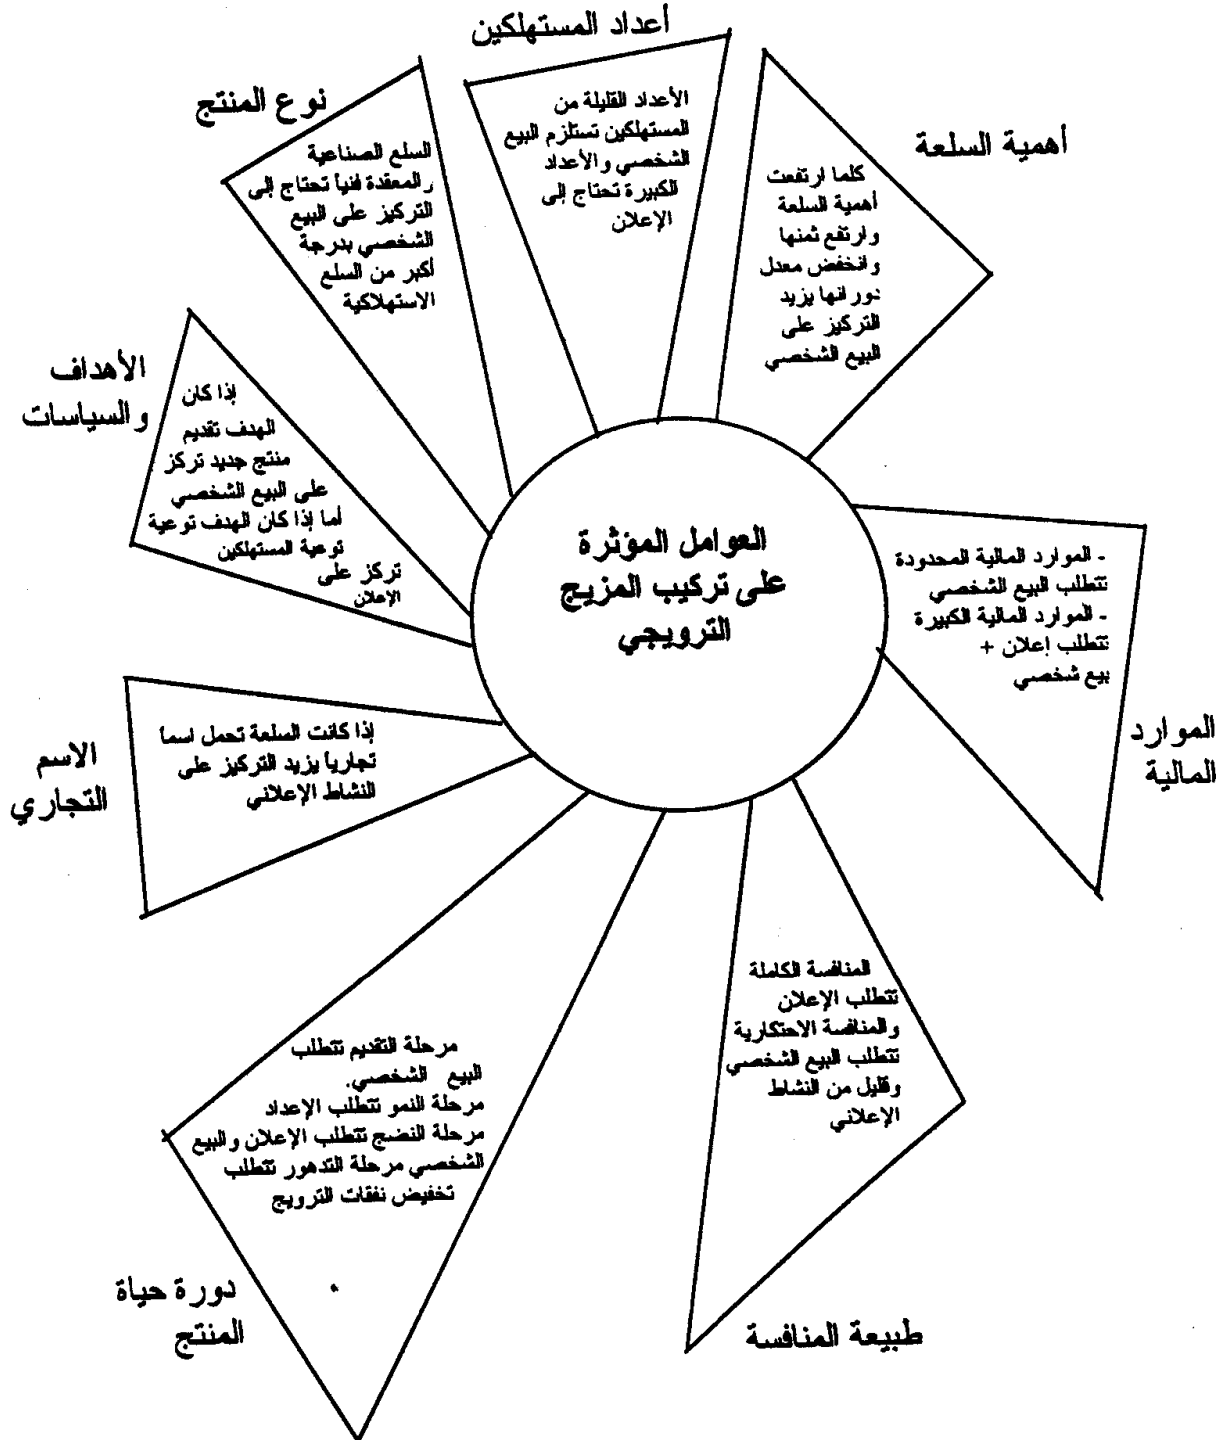 العوامل المؤثرة
على تركيب المزيج
الترويجي
أعداد المستهلكين
الأعداد القليلة من
المستهلكين تستلزم البيع
الشخصي والأعداد
الكبيرة تحتاج إلى
الإعلان
أهمية السلعة
كلما ارتفعت
أهمية السلعة
وارتفع ثمنها
وانخفض معدل
دورانها يزيد
التركيز على
البيع الشخصي
الموارد
المالية
- الموارد المالية المحدودة
تتطلب البيع الشخصي
- الموارد المالية الكبيرة
تتطلب إعلان +
بيع شخصي
طبيعة المنافسة
المنافسة الكاملة
تتطلب الإعلان
والمنافسة الاحتكارية
تتطلب البيع الشخصي
وقليل من النشاط
الإعلاني
دورة حياة
المنتج
مرحلة التقديم تتطلب
البيع الشخصي.
مرحلة النمو تتطلب الإعداد
مرحلة النضج تتطلب الإعلان والبيع
الشخصي مرحلة التدهور تتطلب
تخفيض نفقات الترويج
الاسم
التجاري
إذا كانت السلعة تحمل اسما
تجارياً يزيد التركيز على
النشاط الإعلاني
الأهداف
والسياسات
إذا كان
الهدف تقديم
منتج جديد تركز
على البيع الشخصي
أما إذا كان الهدف توعية
توعية المستهلكين
تركز على
الإعلان
نوع المنتج
السلع الصناعية
والمعقدة فنياً تحتاج إلى
التركيز على البيع
الشخصي بدرجة
أكبر من السلع
الاستهلاكية